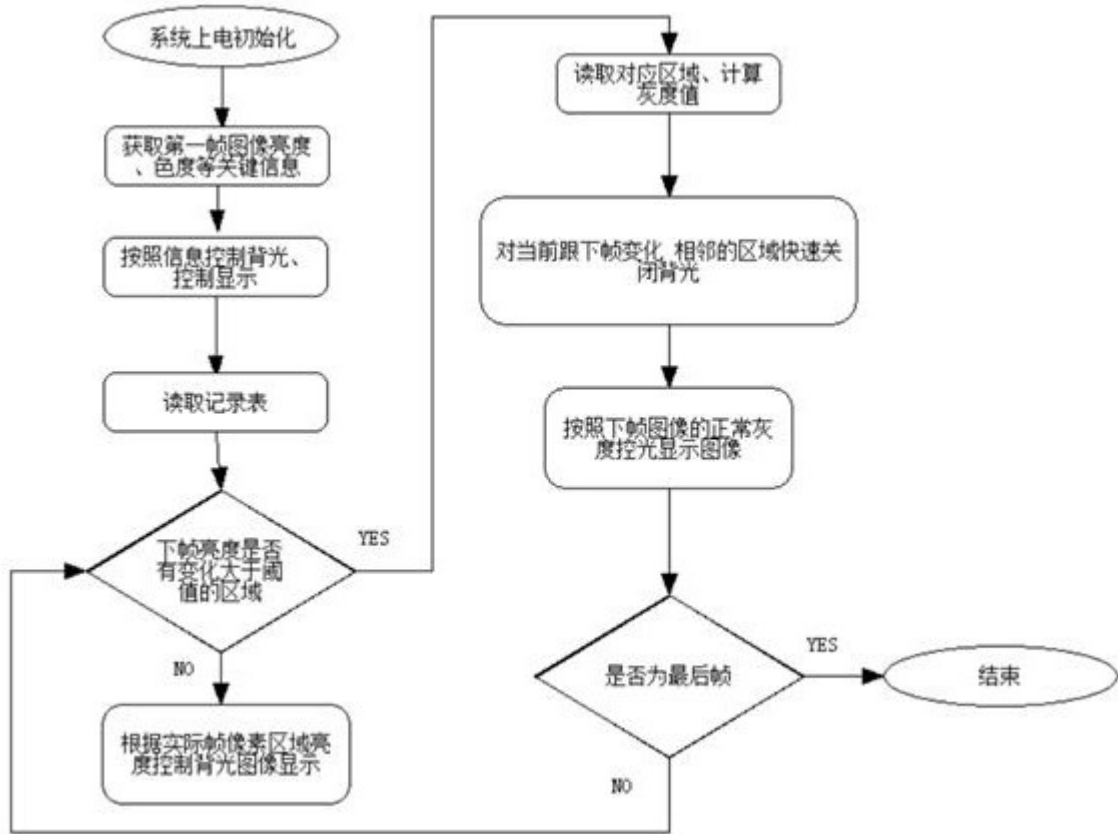 系统上电初始化
获取第一帧图像亮度
、色度等关键信息
按照信息控制背光、
控制显示
读取记录表
下帧亮度是否
有变化大于阈
值的区域
YES
NO
根据实际帧像素区域亮
度控制背光图像显示
读取对应区域、计算
灰度值
对当前跟下帧变化 相邻的区域快速关
闭背光
按照下帧图像的正常灰
度控光显示图像
是否为最后帧
YES
NO
结束